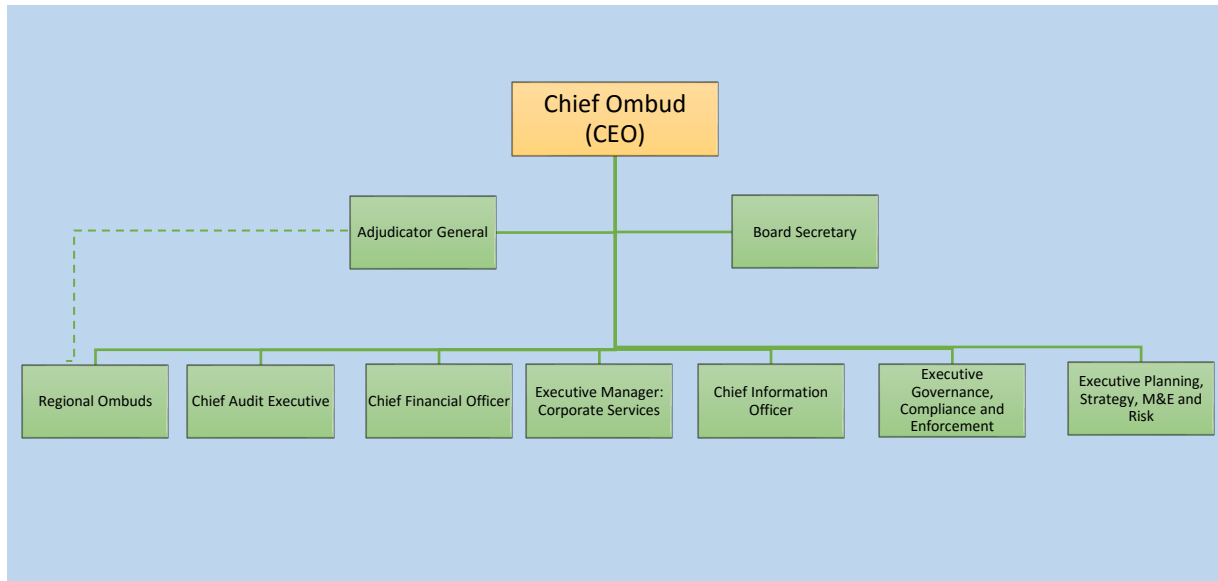 Chief Ombud
(CEO)
Adjudicator General
Board Secretary
Regional Ombuds
Chief Audit Executive
Chief Financial Officer
Executive Manager:
Corporate Services
Chief Information
Officer
Executive
Governance,
Compliance and
Enforcement
Executive Planning,
Strategy, M&E and
Risk